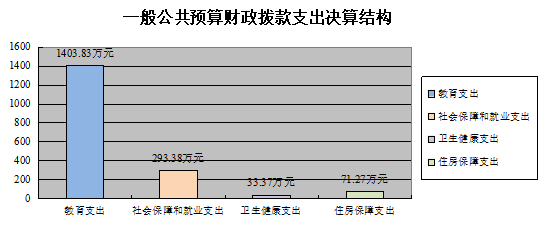 一般公共预算财政拨款支出决算结构
1600
1400
1200
1000
800
600
400
200
0
1403.83万元
293.38万元
33.37万元
71.27万元
教育支出
社会保障和就业支出
卫生健康支出
住房保障支出
教育支出
社会保障和就业支出
卫生健康支出
住房保障支出